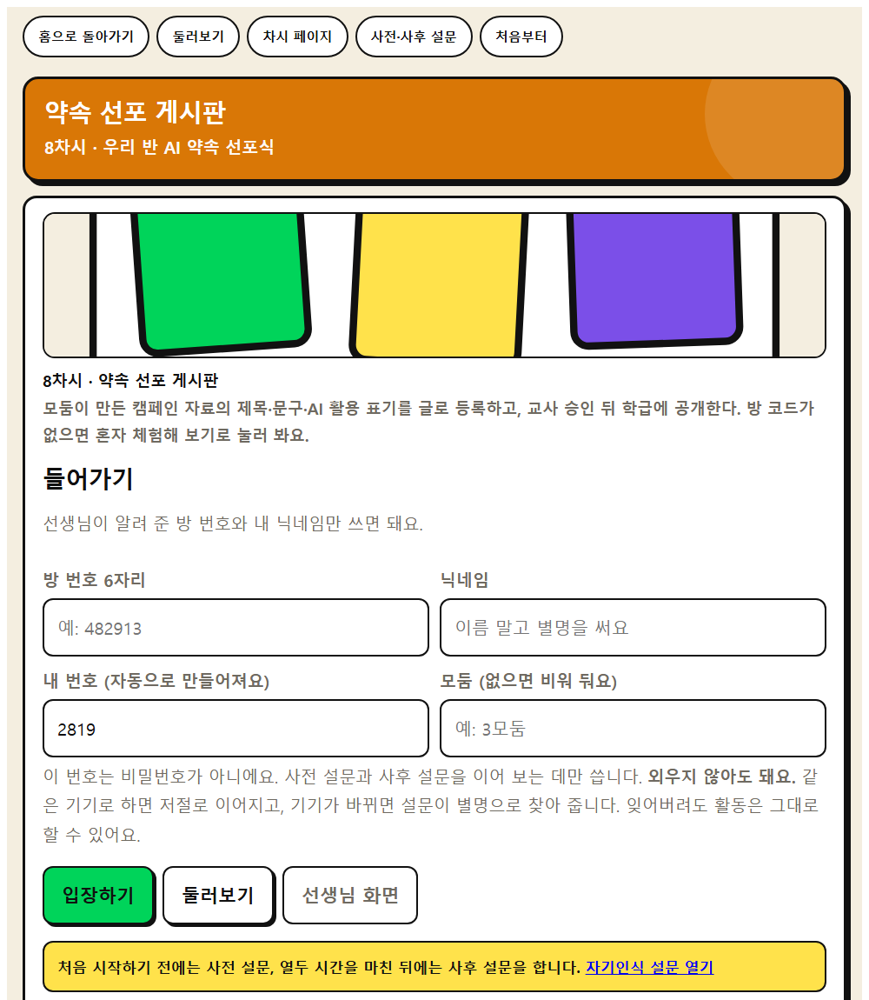 홈으로 돌아가기
둘러보기
차시 페이지
사전·사후 설문
처음부터
약속 선포 게시판
8차시 · 우리 반 AI 약속 선포식
8차시 · 약속 선포 게시판
모둠이 만든 캠페인 자료의 제목·문구·AI 활용 표기를 글로 등록하고, 교사 승인 뒤 학급에 공개한다. 방 코드가
없으면 혼자 체험해 보기로 눌러 봐요.
들어가기
선생님이 알려 준 방 번호와 내 닉네임만 쓰면 돼요.
방 번호 6자리
닉네임
예: 482913
이름 말고 별명을 써요
내 번호 (자동으로 만들어져요)
모둠 (없으면 비워 둬요)
2819
예: 3모둠
이 번호는 비밀번호가 아니에요. 사전 설문과 사후 설문을 이어 보는 데만 씁니다. 외우지 않아도 돼요. 같
은 기기로 하면 저절로 이어지고, 기기가 바뀌면 설문이 별명으로 찾아 줍니다. 잊어버려도 활동은 그대로
할 수 있어요.
입장하기
둘러보기
선생님 화면
처음 시작하기 전에는 사전 설문, 열두 시간을 마친 뒤에는 사후 설문을 합니다. 자기인식 설문 열기